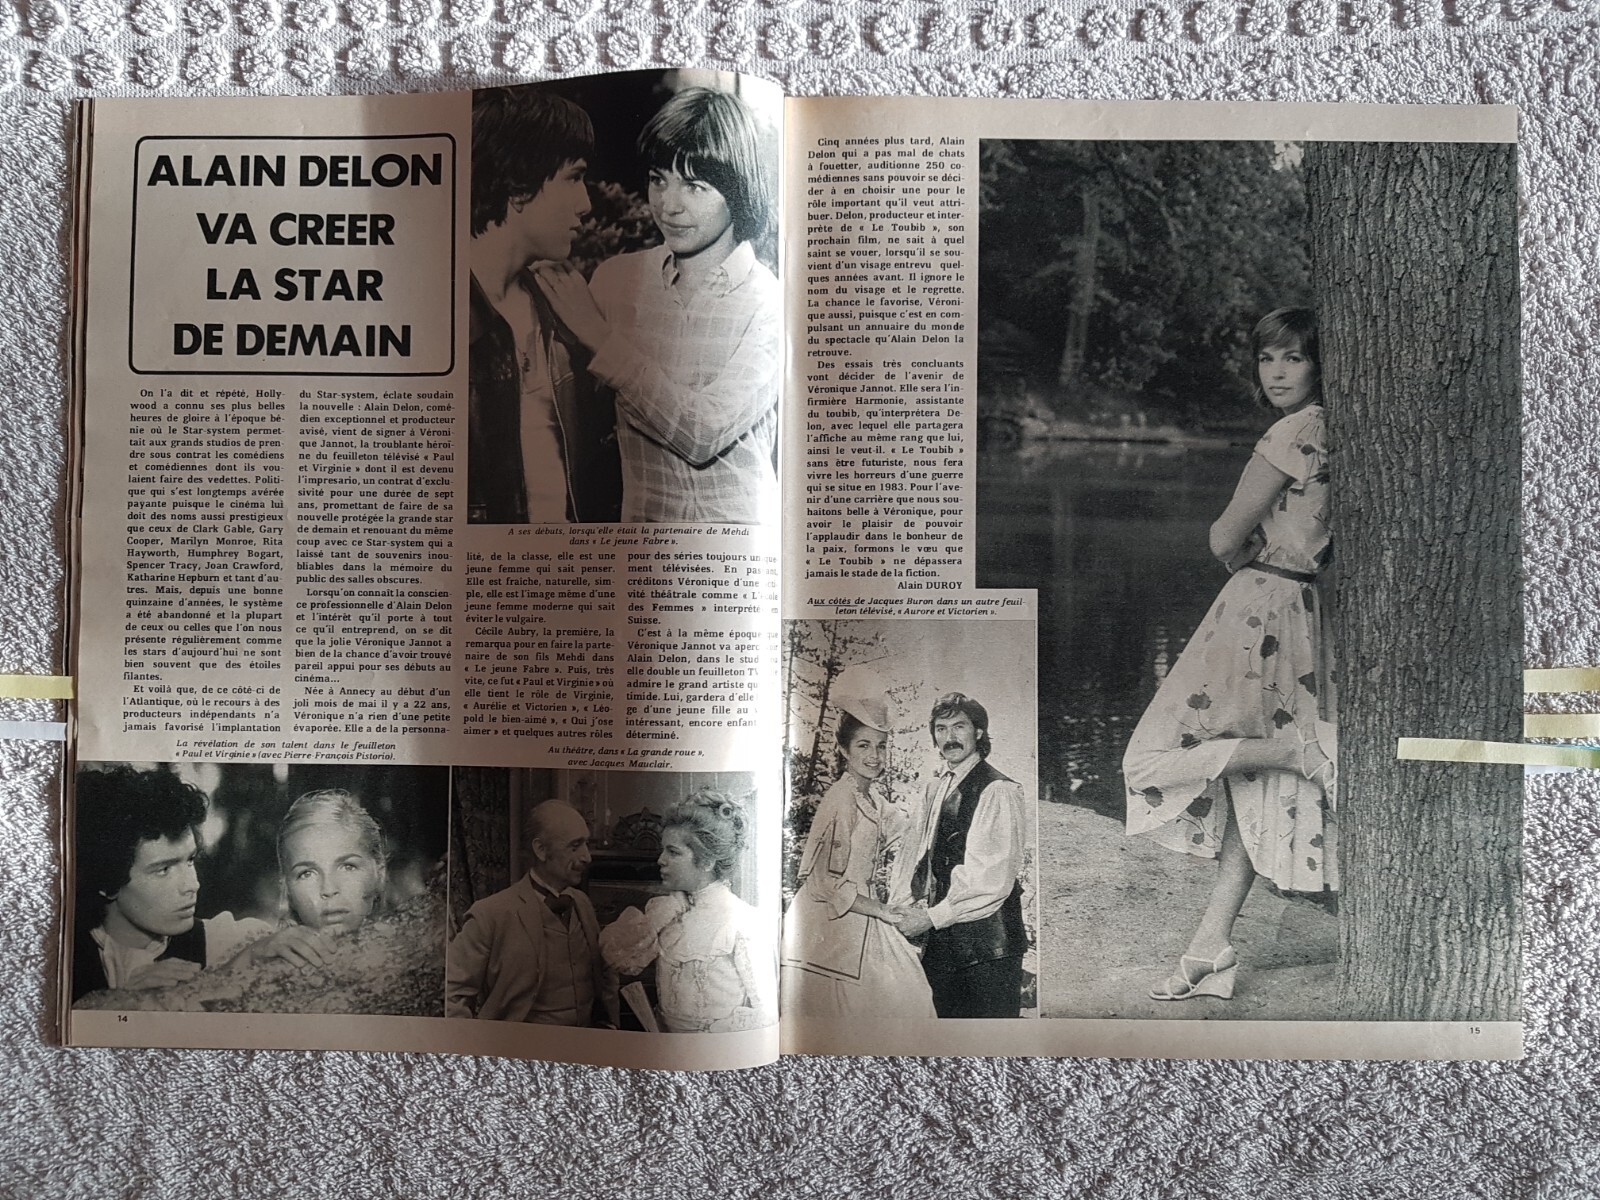 ALAIN DELON
VA CREER
LA STAR
DE DEMAIN
On l'a dit et répété, Holly-
wood a connu ses plus belles
heures de gloire à l'époque bé-
nie où le Star-system permet-
tait aux grands studios de pren-
dre sous contrat les comédiens
et comédiennes dont ils vou-
laient faire des vedettes. Politi-
que qui s'est longtemps avérée
payante puisque le cinéma lui
doit des noms aussi prestigieux
que ceux de Clark Gable, Gary
Cooper, Marilyn Monroe, Rita
Hayworth, Humphrey Bogart,
Spencer Tracy, Joan Crawford,
Katharine Hepburn et tant d'au-
tres. Mais, depuis une bonne
quinzaine d'années, le système
a été abandonné et la plupart
de ceux ou celles que l'on nous
présente régulièrement comme
les stars d'aujourd'hui ne sont
bien souvent que des étoiles
filantes.
Et voilà que, de ce côté-ci de
l'Atlantique, où le recours à des
producteurs indépendants n'a
jamais favorisé l'implantation
du Star-system, éclate soudain
la nouvelle : Alain Delon, comé-
dien exceptionnel et producteur
avisé, vient de signer à Véroni-
que Jannot, la troublante héroï-
ne du feuilleton télévisé « Paul
et Virginie » dont il est devenu
l'impresario, un contrat d'exclu-
sivité pour une durée de sept
ans, promettant de faire de sa
nouvelle protégée la grande star
de demain et renouant du même
coup avec ce Star-system qui a
laissé tant de souvenirs inou-
bliables dans la mémoire du
public des salles obscures.
Lorsqu'on connaît la conscien-
ce professionnelle d'Alain Delon
et l'intérêt qu'il porte à tout
ce qu'il entreprend, on se dit
que la jolie Véronique Jannot a
bien de la chance d'avoir trouvé
pareil appui pour ses débuts au
cinéma...
Née à Annecy au début d'un
joli mois de mai il y a 22 ans,
Véronique n'a rien d'une petite
évaporée. Elle a de la personna-
A ses débuts, lorsqu'elle était la partenaire de Mehdi
dans « Le jeune Fabre ».
lité, de la classe, elle est une
jeune femme qui sait penser.
Elle est fraîche, naturelle, sim-
ple, elle est l'image même d'une
jeune femme moderne qui sait
éviter le vulgaire.
Cécile Aubry, la première, la
remarqua pour en faire la parte-
naire de son fils Mehdi dans
« Le jeune Fabre ». Puis, très
vite, ce fut « Paul et Virginie » où
elle tient le rôle de Virginie,
« Aurélie et Victorien », « Léo-
pold le bien-aimé », « Qui j'ose
aimer » et quelques autres rôles
pour des séries toujours
ment télévisées. En
créditons Véronique d'une
vité théâtrale comme
des Femmes » interprété en
Suisse.
C'est à la même époque que
Véronique Jannot va
Alain Delon, dans le
elle double un feuilleton
admire le grand artiste
timide. Lui, gardera d'elle
ge d'une jeune fille au
intéressant, encore enfant
déterminé.
La révélation de son talent dans le feuilleton
« Paul et Virginie » (avec Pierre-François Pistorio).
Au théâtre, dans « La grande roue »,
avec Jacques Mauclair.
14
Cinq années plus tard, Alain
Delon qui a pas mal de chats
à fouetter, auditionne 250 co-
médiennes sans pouvoir se déci-
der à en choisir une pour le
rôle important qu'il veut attri-
buer. Delon, producteur et inter-
prète de « Le Toubib », son
prochain film, ne sait à quel
saint se vouer, lorsqu'il se sou-
vient d'un visage entrevu quel-
ques années avant. Il ignore le
nom du visage et le regrette.
La chance le favorise, Véroni-
que aussi, puisque c'est en com-
pulsant un annuaire du monde
du spectacle qu'Alain Delon la
retrouve.
Des essais très concluants
vont décider de l'avenir de
Véronique Jannot. Elle sera l'in-
firmière Harmonie, assistante
du toubib, qu'interprétera De-
lon, avec lequel elle partagera
l'affiche au même rang que lui,
ainsi le veut-il. « Le Toubib »
sans être futuriste, nous fera
vivre les horreurs d'une guerre
qui se situe en 1983. Pour l'ave-
nir d'une carrière que nous sou-
haitons belle à Véronique, pour
avoir le plaisir de pouvoir
l'applaudir dans le bonheur de
la paix, formons le vœu que
« Le Toubib » ne dépassera
jamais le stade de la fiction.
Alain DUROY
Aux côtés de Jacques Buron dans un autre feuil-
leton télévisé, « Aurore et Victorien ».
15